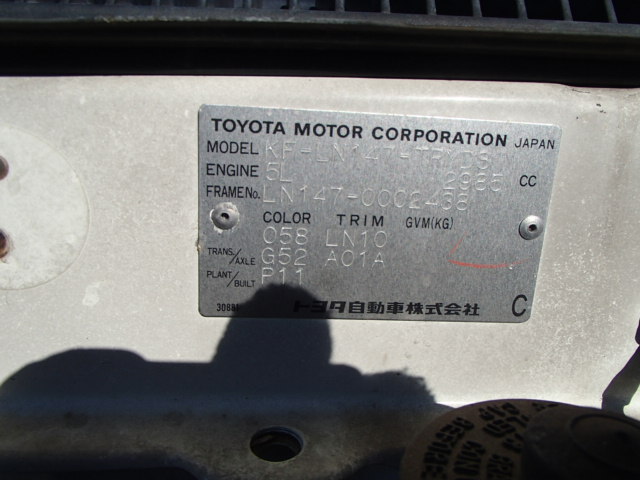 TOYOTA MOTOR CORPORATION JAPAN
MODEL KF-LN147-
ENGINE 5L 2985 CC
FRAME No. LN147-0002458
COLOR TRIM GVM(KG)
058 LN10
TRANS./AXLE G52 A01A
PLANT/BUILT P11
トヨタ自動車株式会社 C